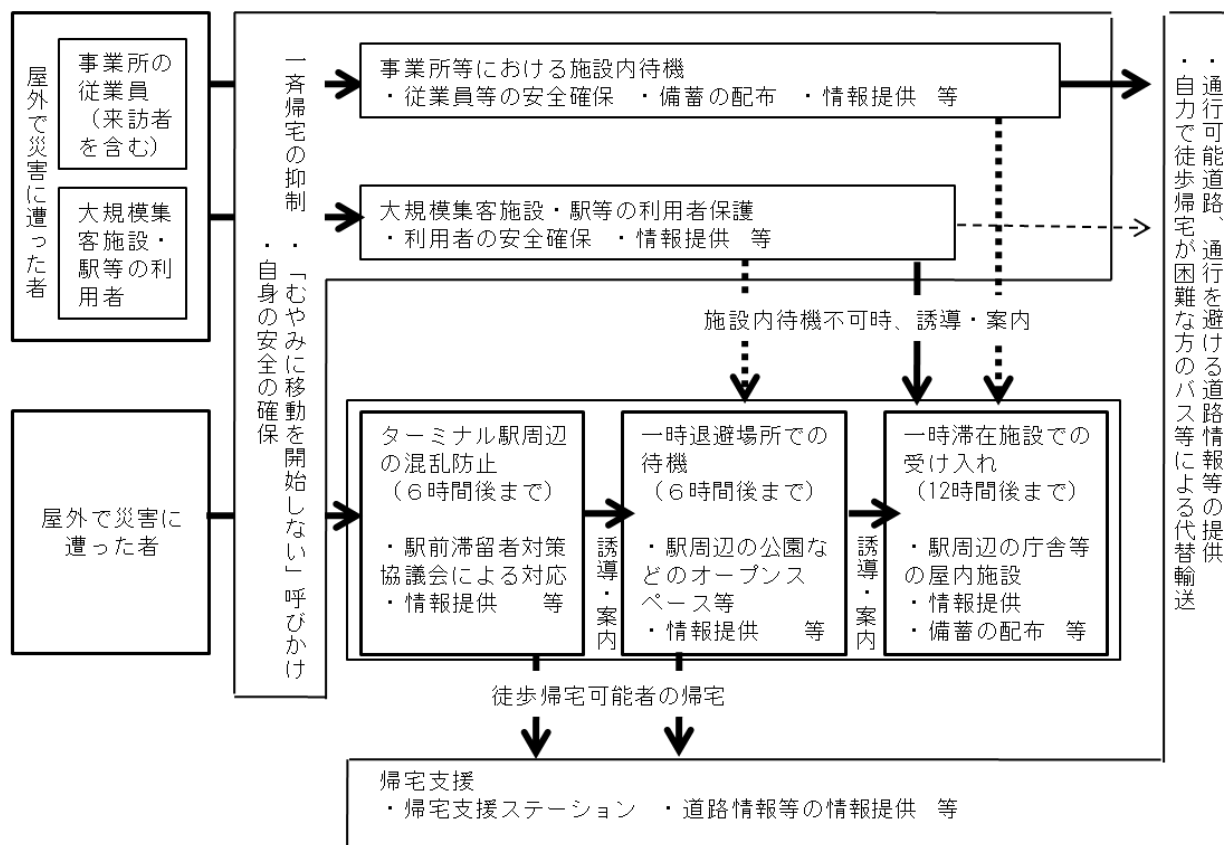 屋外で災害に遭った者
事業所の
従業員
（来訪者
を含む）
大規模集
客施設・
駅等の利
用者
屋外で災害に
遭った者
一斉帰宅の抑制
・「むやみに移動を開始しない」呼びかけ
・自身の安全の確保
事業所等における施設内待機
・従業員等の安全確保　・備蓄の配布　・情報提供　等
大規模集客施設・駅等の利用者保護
・利用者の安全確保　・情報提供　等
施設内待機不可時、誘導・案内
ターミナル駅周辺
の混乱防止
（６時間後まで）
・駅前滞留者対策
協議会による対応
・情報提供　　等
誘導・案内
一時退避場所での
待機
（６時間後まで）
・駅周辺の公園な
どのオープンス
ペース等
・情報提供　　等
誘導・案内
一時滞在施設での
受け入れ
（12時間後まで）
・駅周辺の庁舎等
の屋内施設
・情報提供
・備蓄の配布　等
徒歩帰宅可能者の帰宅
帰宅支援
・帰宅支援ステーション　・道路情報等の情報提供　等
・通行可能道路、通行を避ける道路情報等の提供
・自力で徒歩帰宅が困難な方のバス等による代替輸送